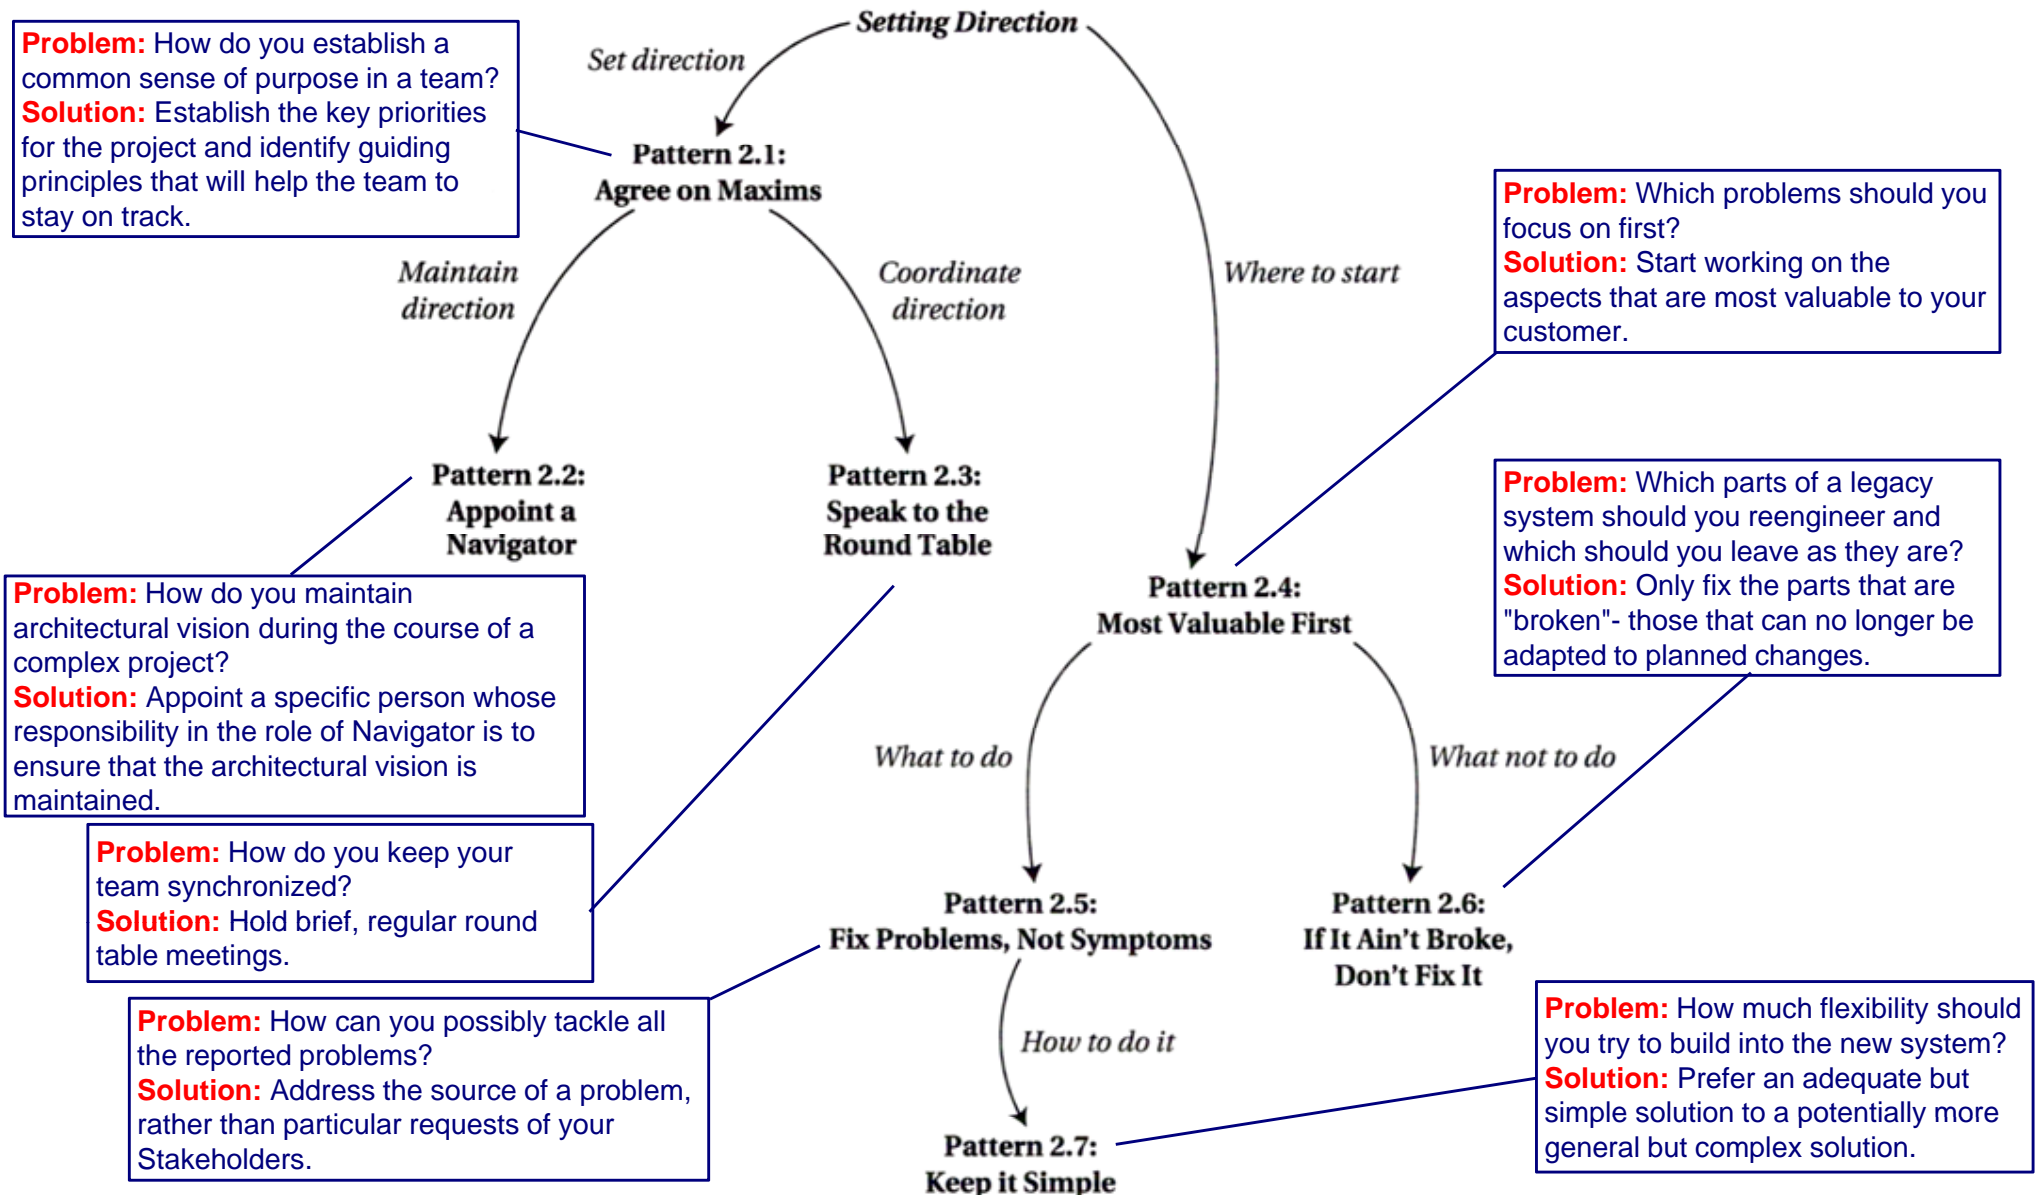 Setting Direction
Problem: How do you establish a
common sense of purpose in a team?
Solution: Establish the key priorities
for the project and identify guiding
principles that will help the team to
stay on track.
Set direction
Pattern 2.1:
Agree on Maxims
Problem: Which problems should you
focus on first?
Solution: Start working on the
aspects that are most valuable to your
customer.
Maintain
direction
Coordinate
direction
Where to start
Pattern 2.2:
Appoint a
Navigator
Pattern 2.3:
Speak to the
Round Table
Problem: Which parts of a legacy
system should you reengineer and
which should you leave as they are?
Solution: Only fix the parts that are
"broken"- those that can no longer be
adapted to planned changes.
Pattern 2.4:
Most Valuable First
Problem: How do you maintain
architectural vision during the course of a
complex project?
Solution: Appoint a specific person whose
responsibility in the role of Navigator is to
ensure that the architectural vision is
maintained.
What to do
What not to do
Problem: How do you keep your
team synchronized?
Solution: Hold brief, regular round
table meetings.
Pattern 2.5:
Fix Problems, Not Symptoms
Pattern 2.6:
If It Ain't Broke,
Don't Fix It
Problem: How can you possibly tackle all
the reported problems?
Solution: Address the source of a problem,
rather than particular requests of your
Stakeholders.
How to do it
Problem: How much flexibility should
you try to build into the new system?
Solution: Prefer an adequate but
simple solution to a potentially more
general but complex solution.
Pattern 2.7:
Keep it Simple